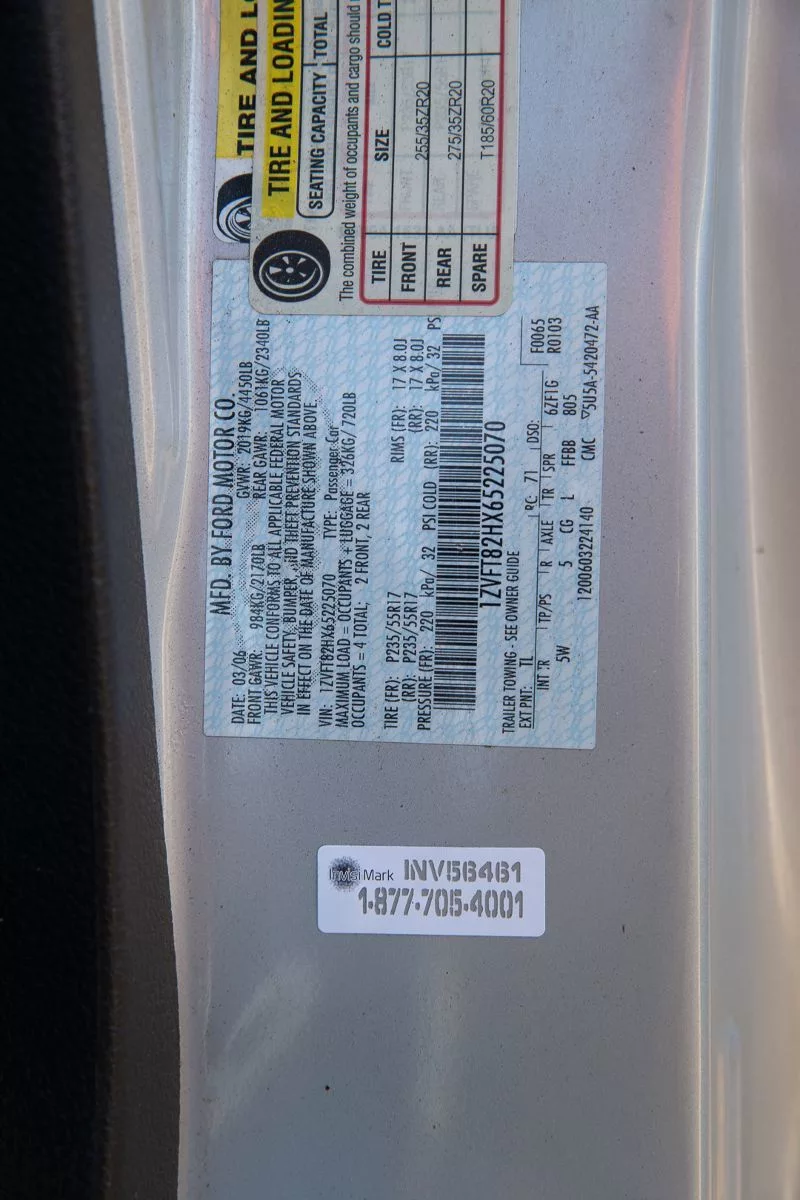 TIRE AND LO
TIRE AND LOADIN
SEATING CAPACITY TOTAL
The combined weight of occupants and cargo should
TIRE SIZE COLD T
FRONT 255/35ZR20
REAR 275/35ZR20
SPARE T185/60R20
MFD. BY FORD MOTOR CO.
DATE: 03/06 GVWR: 2019KG/4450LB
FRONT GAWR: 984KG/2170LB REAR GAWR: 1061KG/2340LB
THIS VEHICLE CONFORMS TO ALL APPLICABLE FEDERAL MOTOR
VEHICLE SAFETY, BUMPER, AND THEFT PREVENTION STANDARDS
IN EFFECT ON THE DATE OF MANUFACTURE SHOWN ABOVE.
VIN: 1ZVFT82HX65225070 TYPE: Passenger Car
MAXIMUM LOAD = OCCUPANTS + LUGGAGE = 326KG/720LB
OCCUPANTS = 4 TOTAL; 2 FRONT, 2 REAR
TIRE (FR): P235/55R17 RIMS (FR): 17 X 8.0J
(RR): P235/55R17 (RR): 17 X 8.0J
PRESSURE (FR): 220 kPa/ 32 PSI COLD (RR): 220 kPa/ 32 PS
1ZVFT82HX65225070
TRAILER TOWING - SEE OWNER GUIDE
EXT PNT: TL RC: 71 DSO: F0065
INT TR TP/PS R AXLE TR SPR 6ZF1G R0103
5W 5 CG L FFBB 805
1200603224140 CMC ▽5U5A-5420472-AA
InvisiMark INV56461
1-877-705-4001